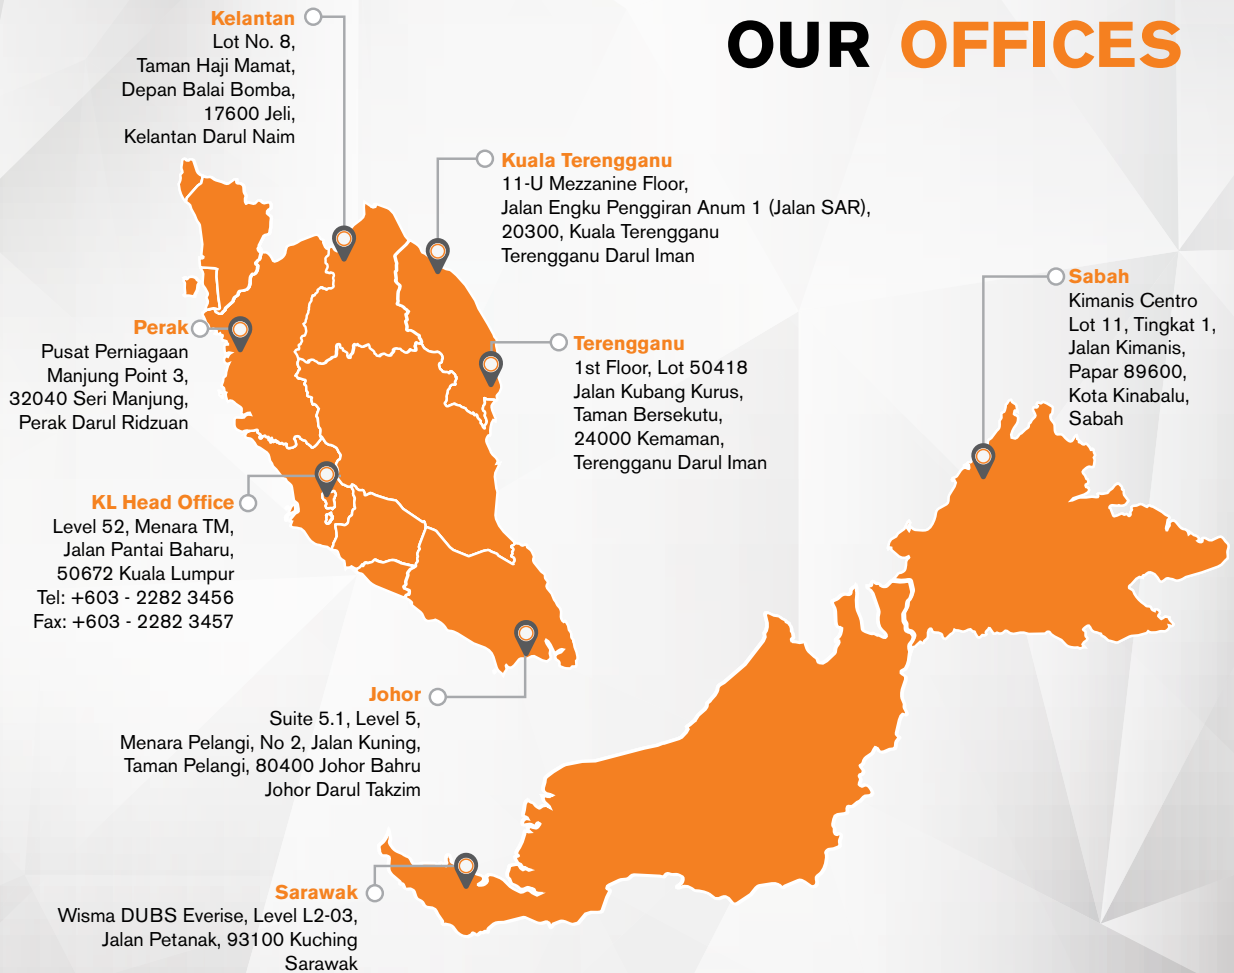 OUR OFFICES
Kelantan
Lot No. 8,
Taman Haji Mamat,
Depan Balai Bomba,
17600 Jeli,
Kelantan Darul Naim
Kuala Terengganu
11-U Mezzanine Floor,
Jalan Engku Penggiran Anum 1 (Jalan SAR),
20300, Kuala Terengganu
Terengganu Darul Iman
Sabah
Kimanis Centro
Lot 11, Tingkat 1,
Jalan Kimanis,
Papar 89600,
Kota Kinabalu,
Sabah
Perak
Pusat Perniagaan
Manjung Point 3,
32040 Seri Manjung,
Perak Darul Ridzuan
Terengganu
1st Floor, Lot 50418
Jalan Kubang Kurus,
Taman Bersekutu,
24000 Kemaman,
Terengganu Darul Iman
KL Head Office
Level 52, Menara TM,
Jalan Pantai Baharu,
50672 Kuala Lumpur
Tel: +603 - 2282 3456
Fax: +603 - 2282 3457
Johor
Suite 5.1, Level 5,
Menara Pelangi, No 2, Jalan Kuning,
Taman Pelangi, 80400 Johor Bahru
Johor Darul Takzim
Sarawak
Wisma DUBS Everise, Level L2-03,
Jalan Petanak, 93100 Kuching
Sarawak